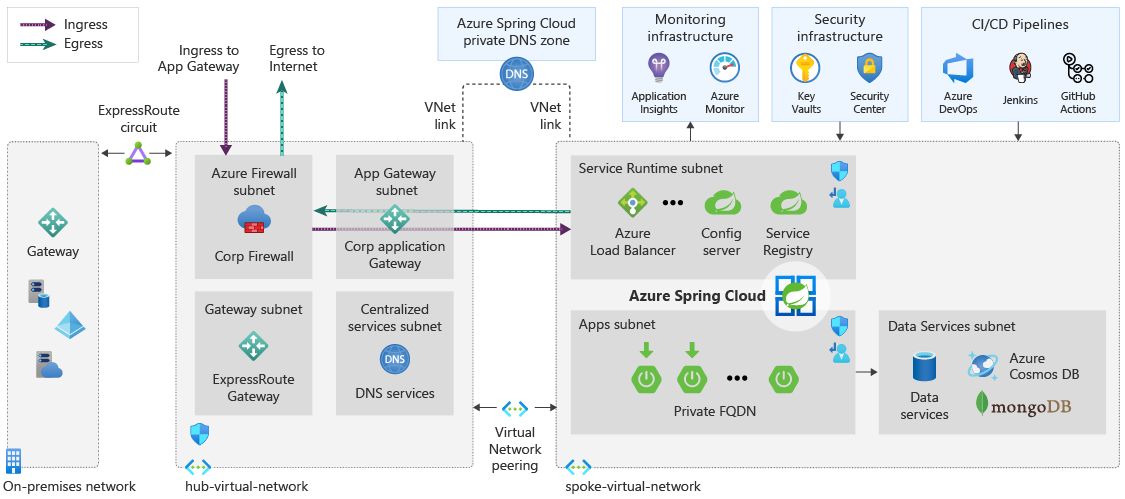 Ingress
Egress
Ingress to
App Gateway
Egress to
Internet
Azure Spring Cloud
private DNS zone
DNS
VNet
link
VNet
link
Monitoring
infrastructure
Application
Insights
Azure
Monitor
Security
infrastructure
Key
Vaults
Security
Center
CI/CD Pipelines
Azure
DevOps
Jenkins
GitHub
Actions
ExpressRoute
circuit
Gateway
On-premises network
Azure Firewall
subnet
Corp Firewall
App Gateway
subnet
Corp application
Gateway
Gateway subnet
ExpressRoute
Gateway
Centralized
services subnet
DNS
DNS services
hub-virtual-network
Virtual
Network
peering
Service Runtime subnet
Azure
Load Balancer
Config
server
Service
Registry
Azure Spring Cloud
Apps subnet
Private FQDN
Data Services subnet
Data
services
Azure
Cosmos DB
mongoDB
spoke-virtual-network